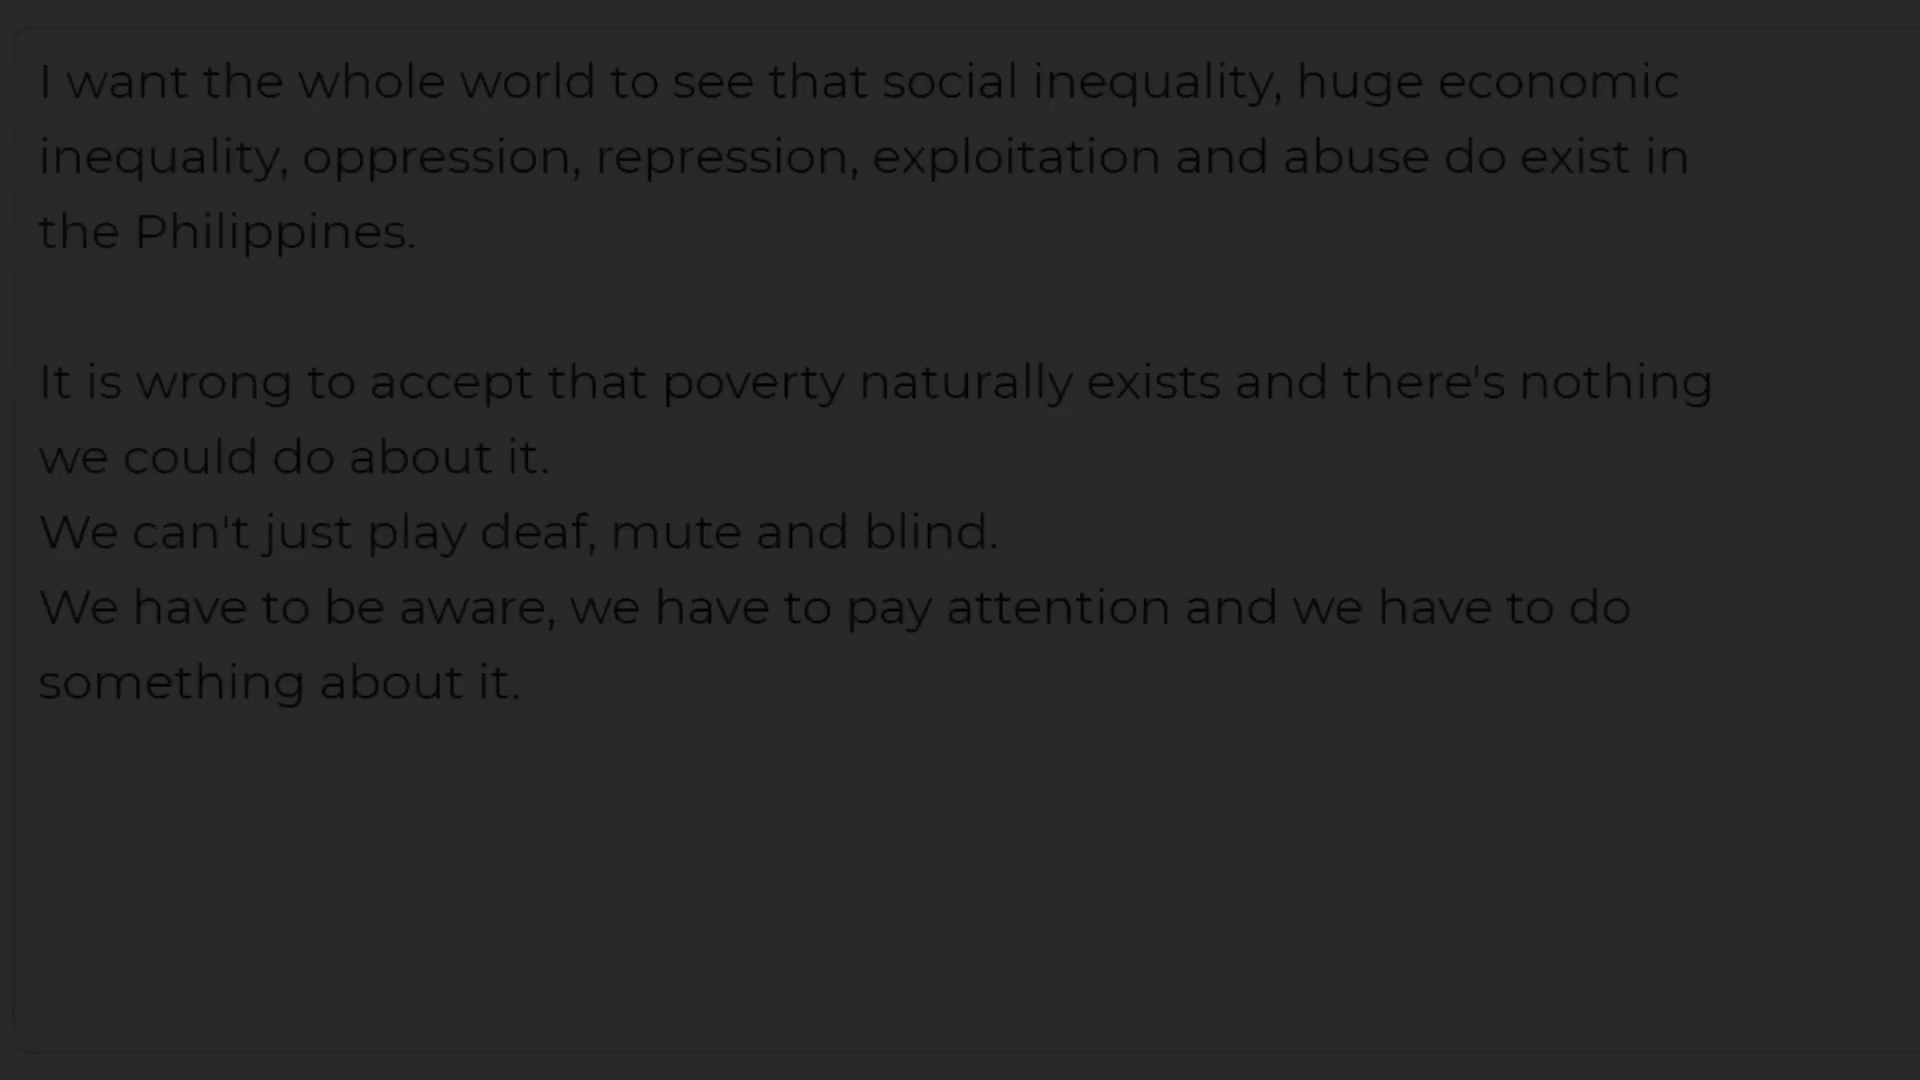 I want the whole world to see that social inequality, huge economic
inequality, oppression, repression, exploitation and abuse do exist in
the Philippines.
It is wrong to accept that poverty naturally exists and there's nothing
we could do about it.
We can't just play deaf, mute and blind.
We have to be aware, we have to pay attention and we have to do
something about it.